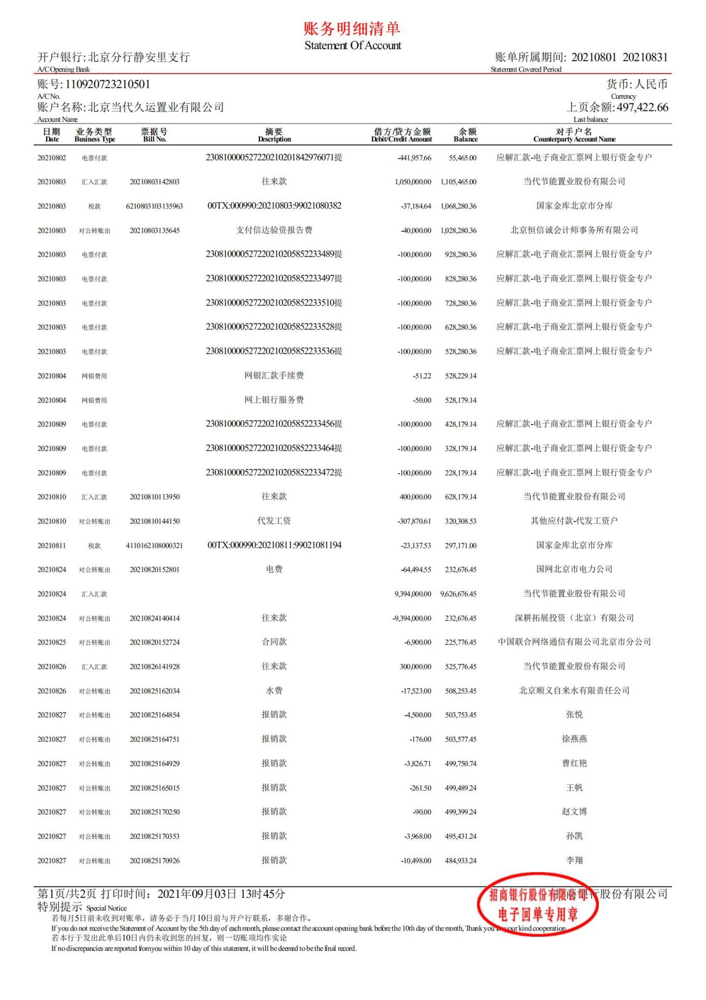 账务明细清单
Statement Of Account
开户银行:北京分行静安里支行 账单所属期间: 20210801 20210831
A/C Opening Bank Statement Covered Period
账号:110920723210501 货币:人民币
A/C No. Currency
账户名称:北京当代久运置业有限公司 上页余额:497,422.66
Account Name Last balance
日期 业务类型 票据号 摘要 借方/贷方金额 余额 对手户名
Date Business Type Bill No. Description Debit/Credit Amount Balance Counterparty Account Name
20210802 电票付款 230810000527220210201842976071提 -441,957.66 55,465.00 应解汇款-电子商业汇票网上银行资金专户
20210803 汇入汇款 20210803142803 往来款 1,050,000.00 1,105,465.00 当代节能置业股份有限公司
20210803 税款 6210803103135963 00TX:000990:20210803:99021080382 -37,184.64 1,068,280.36 国家金库北京市分库
20210803 对公转账出 20210803135645 支付信达验资报告费 -40,000.00 1,028,280.36 北京恒信诚会计师事务所有限公司
20210803 电票付款 230810000527220210205852233489提 -100,000.00 928,280.36 应解汇款-电子商业汇票网上银行资金专户
20210803 电票付款 230810000527220210205852233497提 -100,000.00 828,280.36 应解汇款-电子商业汇票网上银行资金专户
20210803 电票付款 230810000527220210205852233510提 -100,000.00 728,280.36 应解汇款-电子商业汇票网上银行资金专户
20210803 电票付款 230810000527220210205852233528提 -100,000.00 628,280.36 应解汇款-电子商业汇票网上银行资金专户
20210803 电票付款 230810000527220210205852233536提 -100,000.00 528,280.36 应解汇款-电子商业汇票网上银行资金专户
20210804 网银费用 网银汇款手续费 -51.22 528,229.14
20210804 网银费用 网上银行服务费 -50.00 528,179.14
20210809 电票付款 230810000527220210205852233456提 -100,000.00 428,179.14 应解汇款-电子商业汇票网上银行资金专户
20210809 电票付款 230810000527220210205852233464提 -100,000.00 328,179.14 应解汇款-电子商业汇票网上银行资金专户
20210809 电票付款 230810000527220210205852233472提 -100,000.00 228,179.14 应解汇款-电子商业汇票网上银行资金专户
20210810 汇入汇款 20210810113950 往来款 400,000.00 628,179.14 当代节能置业股份有限公司
20210810 对公转账出 20210810144150 代发工资 -307,870.61 320,308.53 其他应付款-代发工资户
20210811 税款 4110162108000321 00TX:000990:20210811:99021081194 -23,137.53 297,171.00 国家金库北京市分库
20210824 对公转账出 20210820152801 电费 -64,494.55 232,676.45 国网北京市电力公司
20210824 汇入汇款 9,394,000.00 9,626,676.45 当代节能置业股份有限公司
20210824 对公转账出 20210824140414 往来款 -9,394,000.00 232,676.45 深耕拓展投资（北京）有限公司
20210825 对公转账出 20210820152724 合同款 -6,900.00 225,776.45 中国联合网络通信有限公司北京市分公司
20210826 汇入汇款 20210826141928 往来款 300,000.00 525,776.45 当代节能置业股份有限公司
20210826 对公转账出 20210825162034 水费 -17,523.00 508,253.45 北京顺义自来水有限责任公司
20210827 对公转账出 20210825164854 报销款 -4,500.00 503,753.45 张悦
20210827 对公转账出 20210825164751 报销款 -176.00 503,577.45 徐燕燕
20210827 对公转账出 20210825164929 报销款 -3,826.71 499,750.74 曹红艳
20210827 对公转账出 20210825165015 报销款 -261.50 499,489.24 王帆
20210827 对公转账出 20210825170250 报销款 -90.00 499,399.24 赵文博
20210827 对公转账出 20210825170353 报销款 -3,968.00 495,431.24 孙凯
20210827 对公转账出 20210825170926 报销款 -10,498.00 484,933.24 李翔
第1页/共2页 打印时间：2021年09月03日 13时45分 招商银行股份有限公司
招商银行股份有限公司
电子回单专用章
特别提示 Special Notice
若每月5日前未收到对账单，请务必于当月10日前与开户行联系，多谢合作。
If you do not receive the Statement of Account by the 5th day of each month, please contact the account opening bank before the 10th day of the month, Thank you for your kind cooperation
若本行于发出此单后10日内仍未收到您的回复，则一切账项均作实论
If no discrepancies are reported from you within 10 day of this statement, it will be deemed to be the final record.